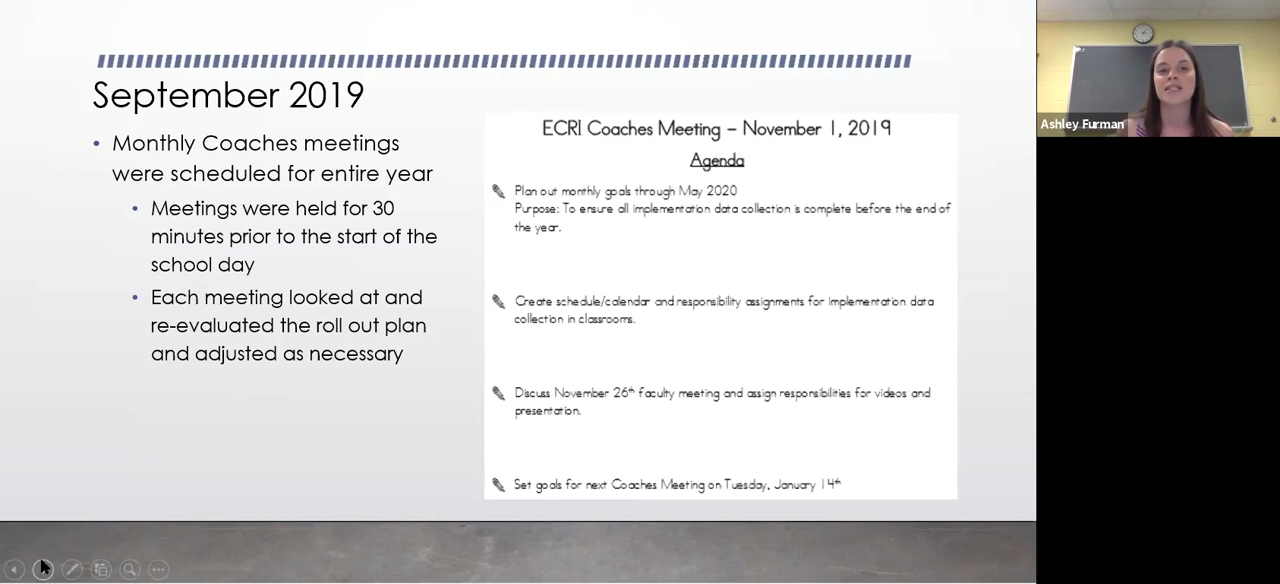 September 2019
• Monthly Coaches meetings
were scheduled for entire year
• Meetings were held for 30
minutes prior to the start of the
school day
• Each meeting looked at and
re-evaluated the roll out plan
and adjusted as necessary
ECRI Coaches Meeting – November 1, 2019
Agenda
Plan out monthly goals through May 2020
Purpose: To ensure all implementation data collection is complete before the end of
the year.
Create schedule/calendar and responsibility assignments for implementation data
collection in classrooms.
Discuss November 26th faculty meeting and assign responsibilities for videos and
presentation.
Set goals for next Coaches Meeting on Tuesday, January 14th
Ashley Furman